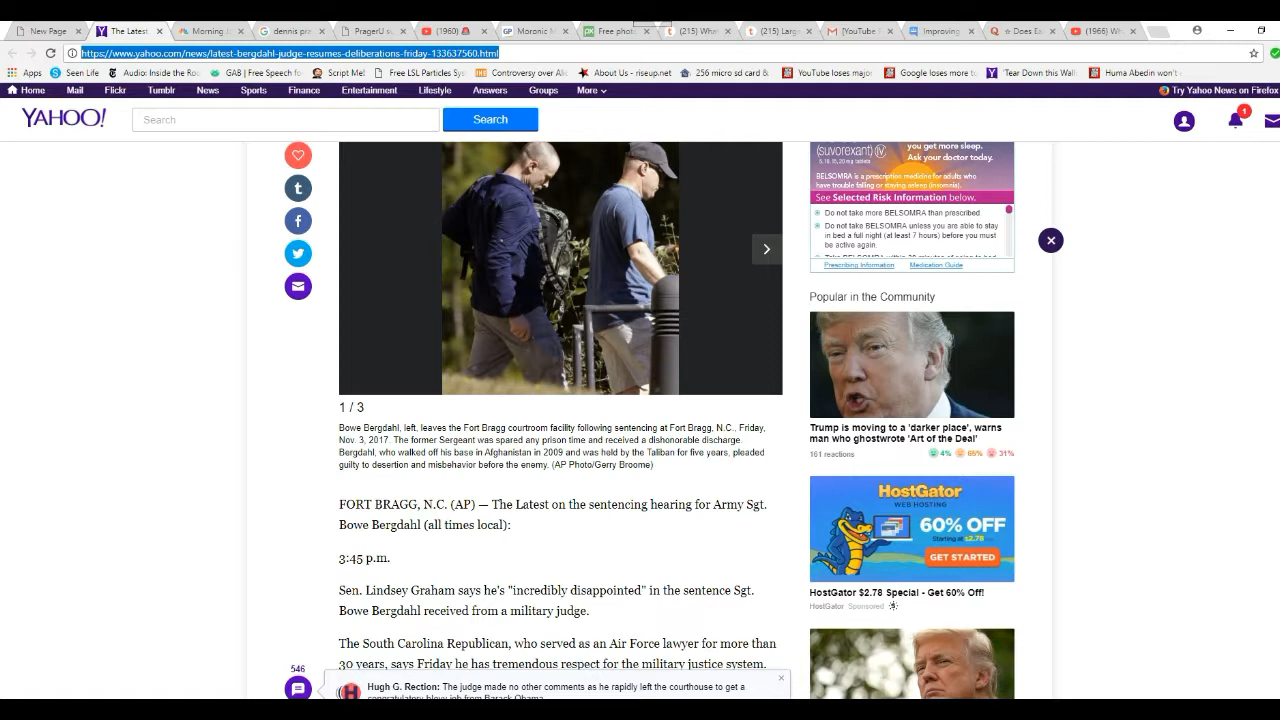 New Page
The Latest
Morning
dennis pra
PragerU s
(1960)
Moronic M
Free phot
(215) Wha
(215) Larg
[YouTube
Improving
Does Ea
(1966) Wh
https://www.yahoo.com/news/latest-bergdahl-judge-resumes-deliberations-friday-133637560.html
Apps
Seen Life
Audio: Inside the Ro
GAB | Free Speech fo
Script Me!
Free LSL Particles Sy
Controversy over Ali
About Us - riseup.net
256 micro sd card &
YouTube loses major
Google loses more to
'Tear Down this Wall
Huma Abedin won't s
Home Mail Flickr Tumblr News Sports Finance Entertainment Lifestyle Answers Groups More
Try Yahoo News on Firefox
YAHOO!
Search
Search
1
(suvorexant) IV
5, 10, 15, 20 mg tablets
you get more sleep.
Ask your doctor today.
BELSOMRA is a prescription medicine for adults who
have trouble falling or staying asleep (insomnia).
See Selected Risk Information below.
Do not take more BELSOMRA than prescribed
Do not take BELSOMRA unless you are able to stay
in bed a full night (at least 7 hours) before you must
be active again.
Prescribing Information Medication Guide
1 / 3
Bowe Bergdahl, left, leaves the Fort Bragg courtroom facility following sentencing at Fort Bragg, N.C., Friday,
Nov. 3, 2017. The former Sergeant was spared any prison time and received a dishonorable discharge.
Bergdahl, who walked off his base in Afghanistan in 2009 and was held by the Taliban for five years, pleaded
guilty to desertion and misbehavior before the enemy. (AP Photo/Gerry Broome)
FORT BRAGG, N.C. (AP) — The Latest on the sentencing hearing for Army Sgt.
Bowe Bergdahl (all times local):
3:45 p.m.
Sen. Lindsey Graham says he's "incredibly disappointed" in the sentence Sgt.
Bowe Bergdahl received from a military judge.
The South Carolina Republican, who served as an Air Force lawyer for more than
30 years, says Friday he has tremendous respect for the military justice system.
546
Hugh G. Rection: The judge made no other comments as he rapidly left the courthouse to get a
Popular in the Community
Trump is moving to a 'darker place', warns
man who ghostwrote 'Art of the Deal'
161 reactions
4% 65% 31%
HostGator
WEB HOSTING
60% OFF
Starting at $2.78
GET STARTED
HostGator $2.78 Special - Get 60% Off!
HostGator Sponsored